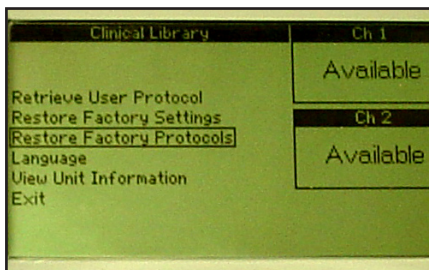 Clinical Library
Retrieve User Protocol
Restore Factory Settings
Restore Factory Protocols
Language
View Unit Information
Exit
Ch 1
Available
Ch 2
Available